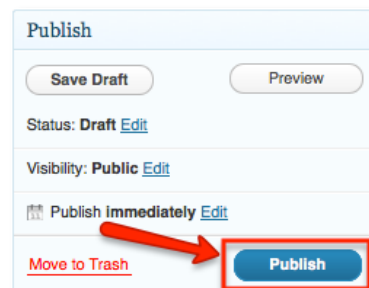 Publish
Save Draft Preview
Status: Draft Edit
Visibility: Public Edit
Publish immediately Edit
Move to Trash Publish